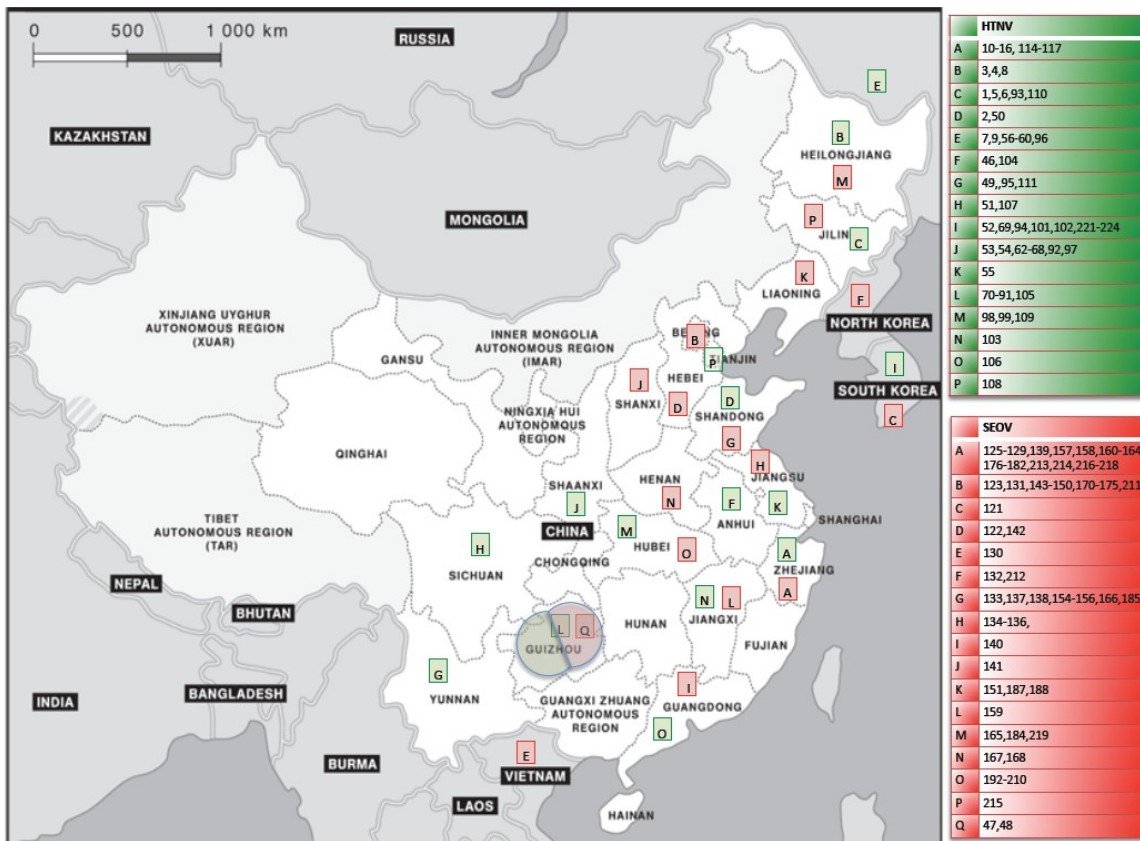 0 500 1 000 km
RUSSIA
E
KAZAKHSTAN
B
HEILONGJIANG
M
MONGOLIA
P
JILIN
C
K
LIAONING
F
XINJIANG UYGHUR
AUTONOMOUS REGION
(XUAR)
INNER MONGOLIA
AUTONOMOUS REGION
(IMAR)
NORTH KOREA
B
GANSU
P
TIANJIN
I
HEBEI
J
SHANXI
D
D
SHANDONG
SOUTH KOREA
C
NINGXIA HUI
AUTONOMOUS
REGION
G
QINGHAI
H
JIANGSU
SHAANXI
J
HENAN
N
F
ANHUI
K
SHANGHAI
CHINA
M
HUBEI
O
A
ZHEJIANG
A
TIBET
AUTONOMOUS REGION
(TAR)
H
SICHUAN
CHONGQING
NEPAL
BHUTAN
L
Q
GUIZHOU
HUNAN
N
L
JIANGXI
FUJIAN
INDIA
BANGLADESH
G
YUNNAN
GUANGXI ZHUANG
AUTONOMOUS
REGION
I
GUANGDONG
O
BURMA
E
VIETNAM
LAOS
HAINAN
HTNV
A 10-16, 114-117
B 3,4,8
C 1,5,6,93,110
D 2,50
E 7,9,56-60,96
F 46,104
G 49,,95,111
H 51,107
I 52,69,94,101,102,221-224
J 53,54,62-68,92,97
K 55
L 70-91,105
M 98,99,109
N 103
O 106
P 108
SEOV
A 125-129,139,157,158,160-164
176-182,213,214,216-218
B 123,131,143-150,170-175,211
C 121
D 122,142
E 130
F 132,212
G 133,137,138,154-156,166,185
H 134-136,
I 140
J 141
K 151,187,188
L 159
M 165,184,219
N 167,168
O 192-210
P 215
Q 47,48